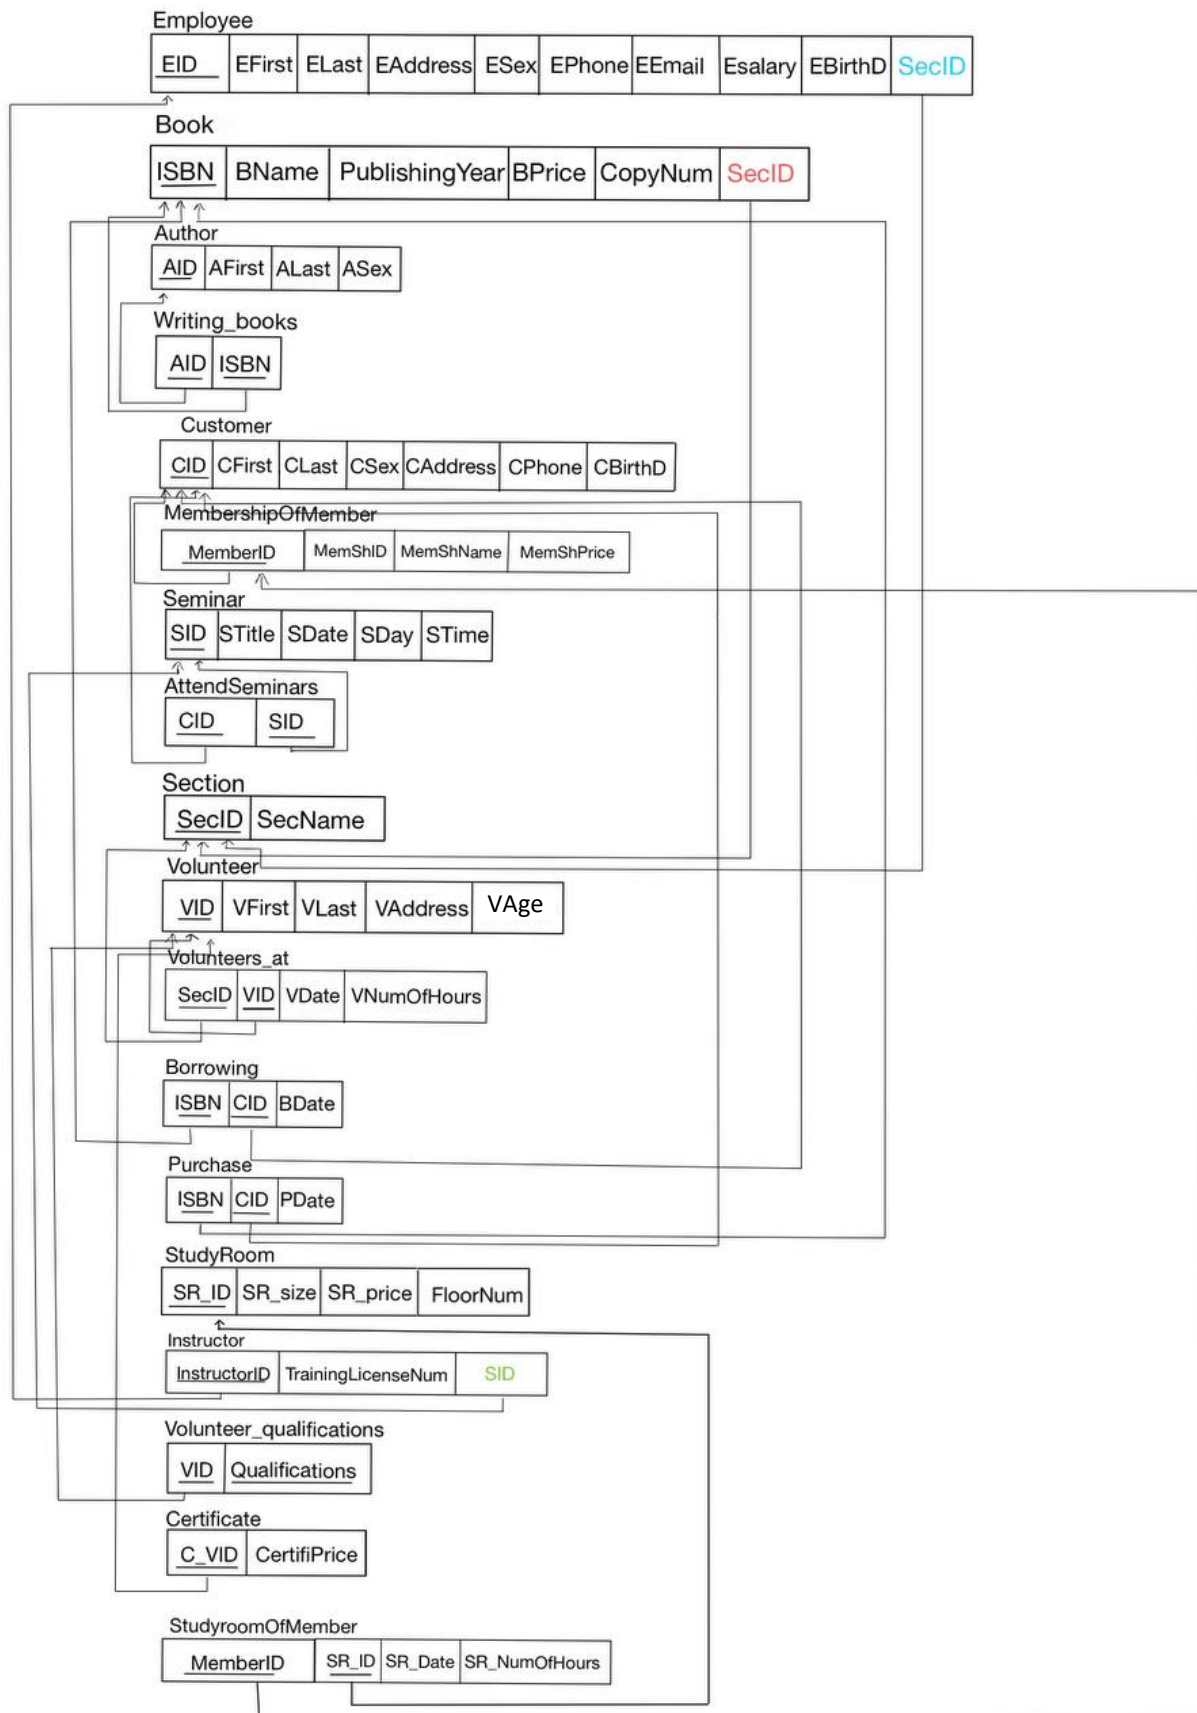 Employee
EID EFirst ELast EAddress ESex EPhone EEmail Esalary EBirthD SecID
Book
ISBN BName PublishingYear BPrice CopyNum SecID
Author
AID AFirst ALast ASex
Writing_books
AID ISBN
Customer
CID CFirst CLast CSex CAddress CPhone CBirthD
MembershipOfMember
MemberID MemShID MemShName MemShPrice
Seminar
SID STitle SDate SDay STime
AttendSeminars
CID SID
Section
SecID SecName
Volunteer
VID VFirst VLast VAddress VAge
Volunteers_at
SecID VID VDate VNumOfHours
Borrowing
ISBN CID BDate
Purchase
ISBN CID PDate
StudyRoom
SR_ID SR_size SR_price FloorNum
Instructor
InstructorID TrainingLicenseNum SID
Volunteer_qualifications
VID Qualifications
Certificate
C_VID CertifiPrice
StudyroomOfMember
MemberID SR_ID SR_Date SR_NumOfHours